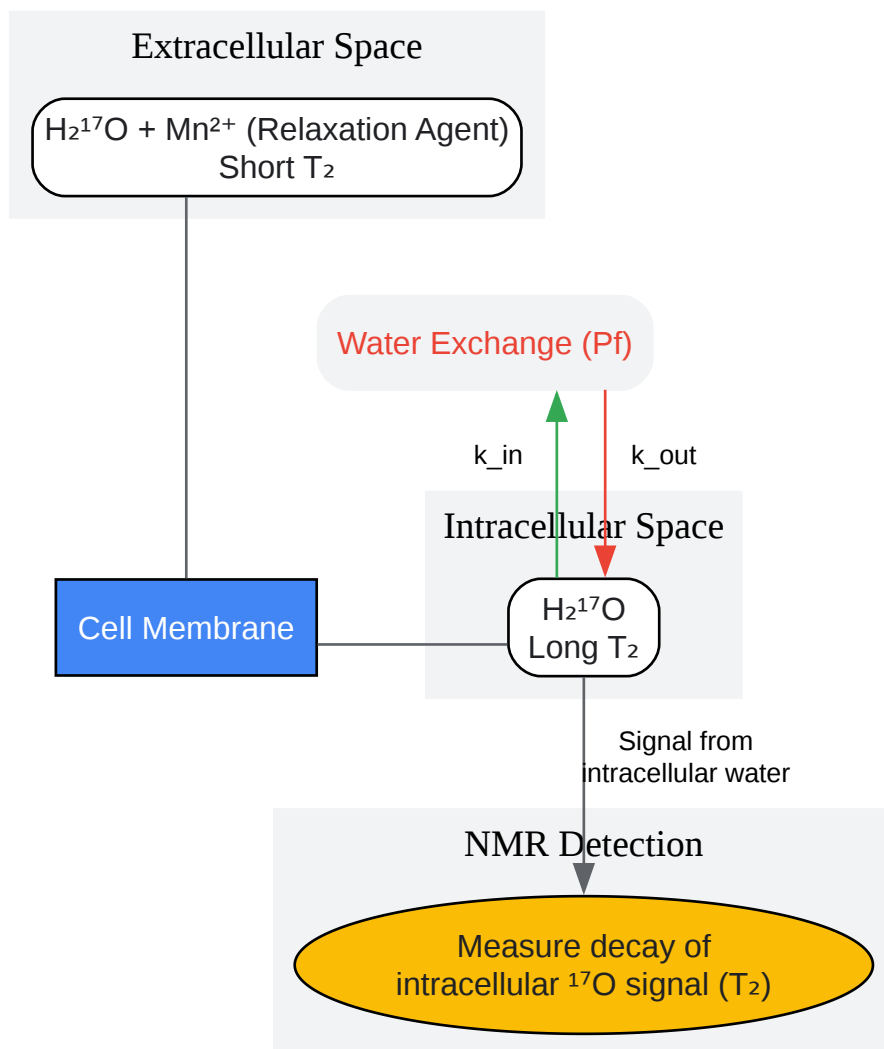 Extracellular Space
H₂¹⁷O + Mn²⁺ (Relaxation Agent)
Short T₂
Water Exchange (Pf)
k_in
k_out
Intracellular Space
H₂¹⁷O
Long T₂
Cell Membrane
Signal from
intracellular water
NMR Detection
Measure decay of
intracellular ¹⁷O signal (T₂)